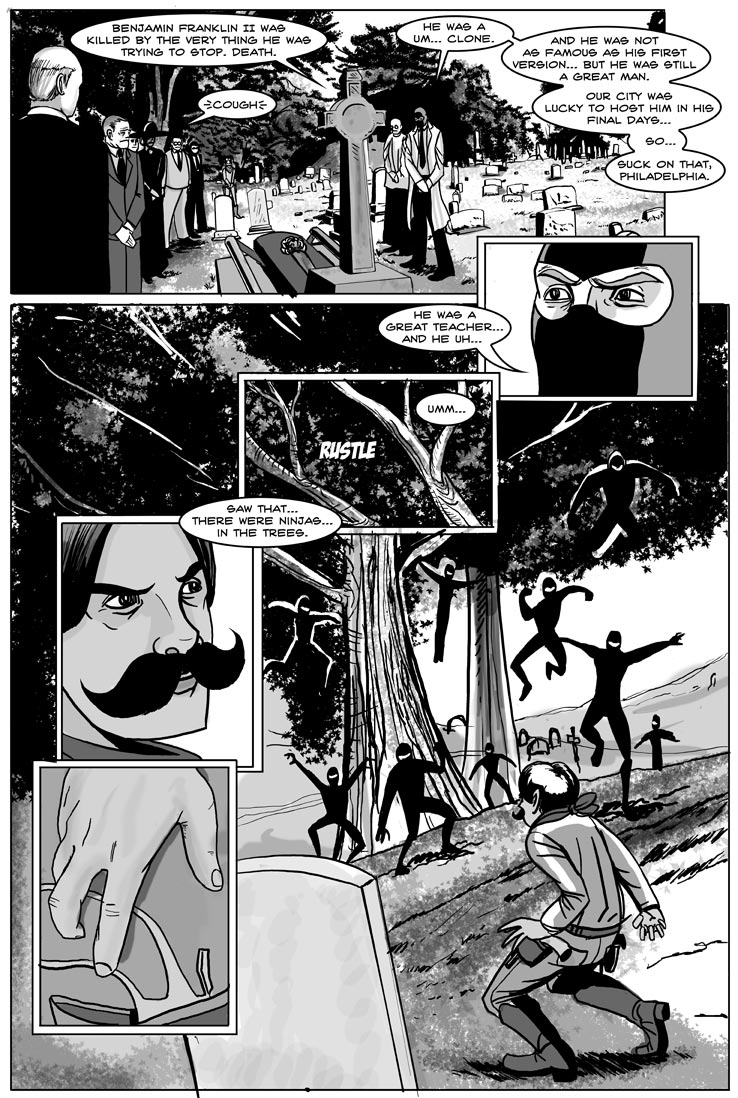 BENJAMIN FRANKLIN II WAS
KILLED BY THE VERY THING HE WAS
TRYING TO STOP. DEATH.
HE WAS A
UM... CLONE.
COUGH
AND HE WAS NOT
AS FAMOUS AS HIS FIRST
VERSION... BUT HE WAS STILL
A GREAT MAN.
OUR CITY WAS
LUCKY TO HOST HIM IN HIS
FINAL DAYS...
SO...
SUCK ON THAT,
PHILADELPHIA.
HE WAS A
GREAT TEACHER...
AND HE UH...
UMM...
RUSTLE
SAW THAT...
THERE WERE NINJAS...
IN THE TREES.